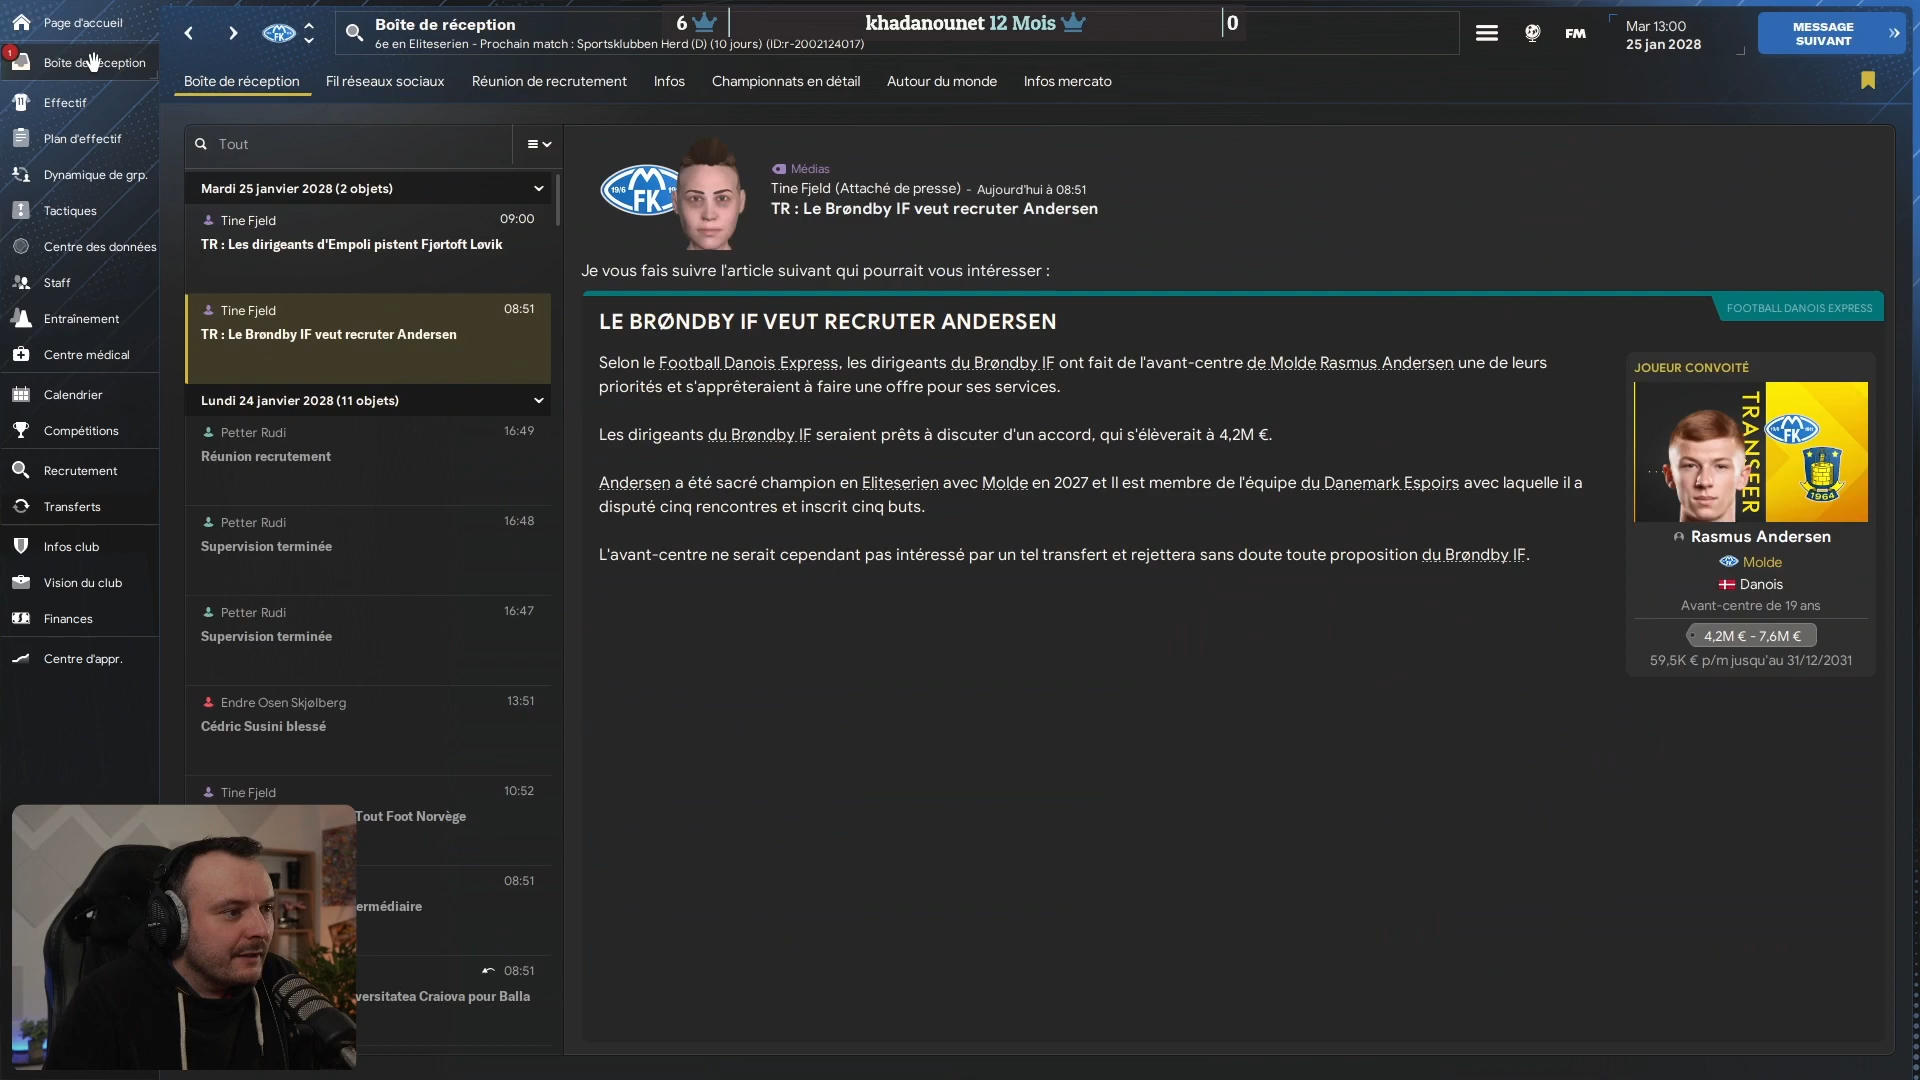 Page d'accueil
1
Boîte de réception
Effectif
Plan d'effectif
Dynamique de grp.
Tactiques
Centre des données
Staff
Entraînement
Centre médical
Calendrier
Compétitions
Recrutement
Transferts
Infos club
Vision du club
Finances
Centre d'appr.
Boîte de réception
6e en Eliteserien - Prochain match : Sportsklubben Herd (D) (10 jours) (ID:r-2002124017)
6
khadanounet 12 Mois
0
FM
Mar 13:00
25 jan 2028
MESSAGE
SUIVANT
Boîte de réception Fil réseaux sociaux Réunion de recrutement Infos Championnats en détail Autour du monde Infos mercato
Tout
Mardi 25 janvier 2028 (2 objets)
Tine Fjeld 09:00
TR : Les dirigeants d'Empoli pistent Fjørtoft Løvik
Tine Fjeld 08:51
TR : Le Brøndby IF veut recruter Andersen
Lundi 24 janvier 2028 (11 objets)
Petter Rudi 16:49
Réunion recrutement
Petter Rudi 16:48
Supervision terminée
Petter Rudi 16:47
Supervision terminée
Endre Osen Skjølberg 13:51
Cédric Susini blessé
Tine Fjeld 10:52
Tout Foot Norvège
08:51
ermédiaire
08:51
versitatea Craiova pour Balla
Médias
Tine Fjeld (Attaché de presse) - Aujourd'hui à 08:51
TR : Le Brøndby IF veut recruter Andersen
Je vous fais suivre l'article suivant qui pourrait vous intéresser :
FOOTBALL DANOIS EXPRESS
LE BRØNDBY IF VEUT RECRUTER ANDERSEN
Selon le Football Danois Express, les dirigeants du Brøndby IF ont fait de l'avant-centre de Molde Rasmus Andersen une de leurs
priorités et s'apprêteraient à faire une offre pour ses services.
Les dirigeants du Brøndby IF seraient prêts à discuter d'un accord, qui s'élèverait à 4,2M €.
Andersen a été sacré champion en Eliteserien avec Molde en 2027 et Il est membre de l'équipe du Danemark Espoirs avec laquelle il a
disputé cinq rencontres et inscrit cinq buts.
L'avant-centre ne serait cependant pas intéressé par un tel transfert et rejettera sans doute toute proposition du Brøndby IF.
JOUEUR CONVOITÉ
TRANSFER
FK
1964
Rasmus Andersen
Molde
Danois
Avant-centre de 19 ans
4,2M € - 7,6M €
59,5K € p/m jusqu'au 31/12/2031